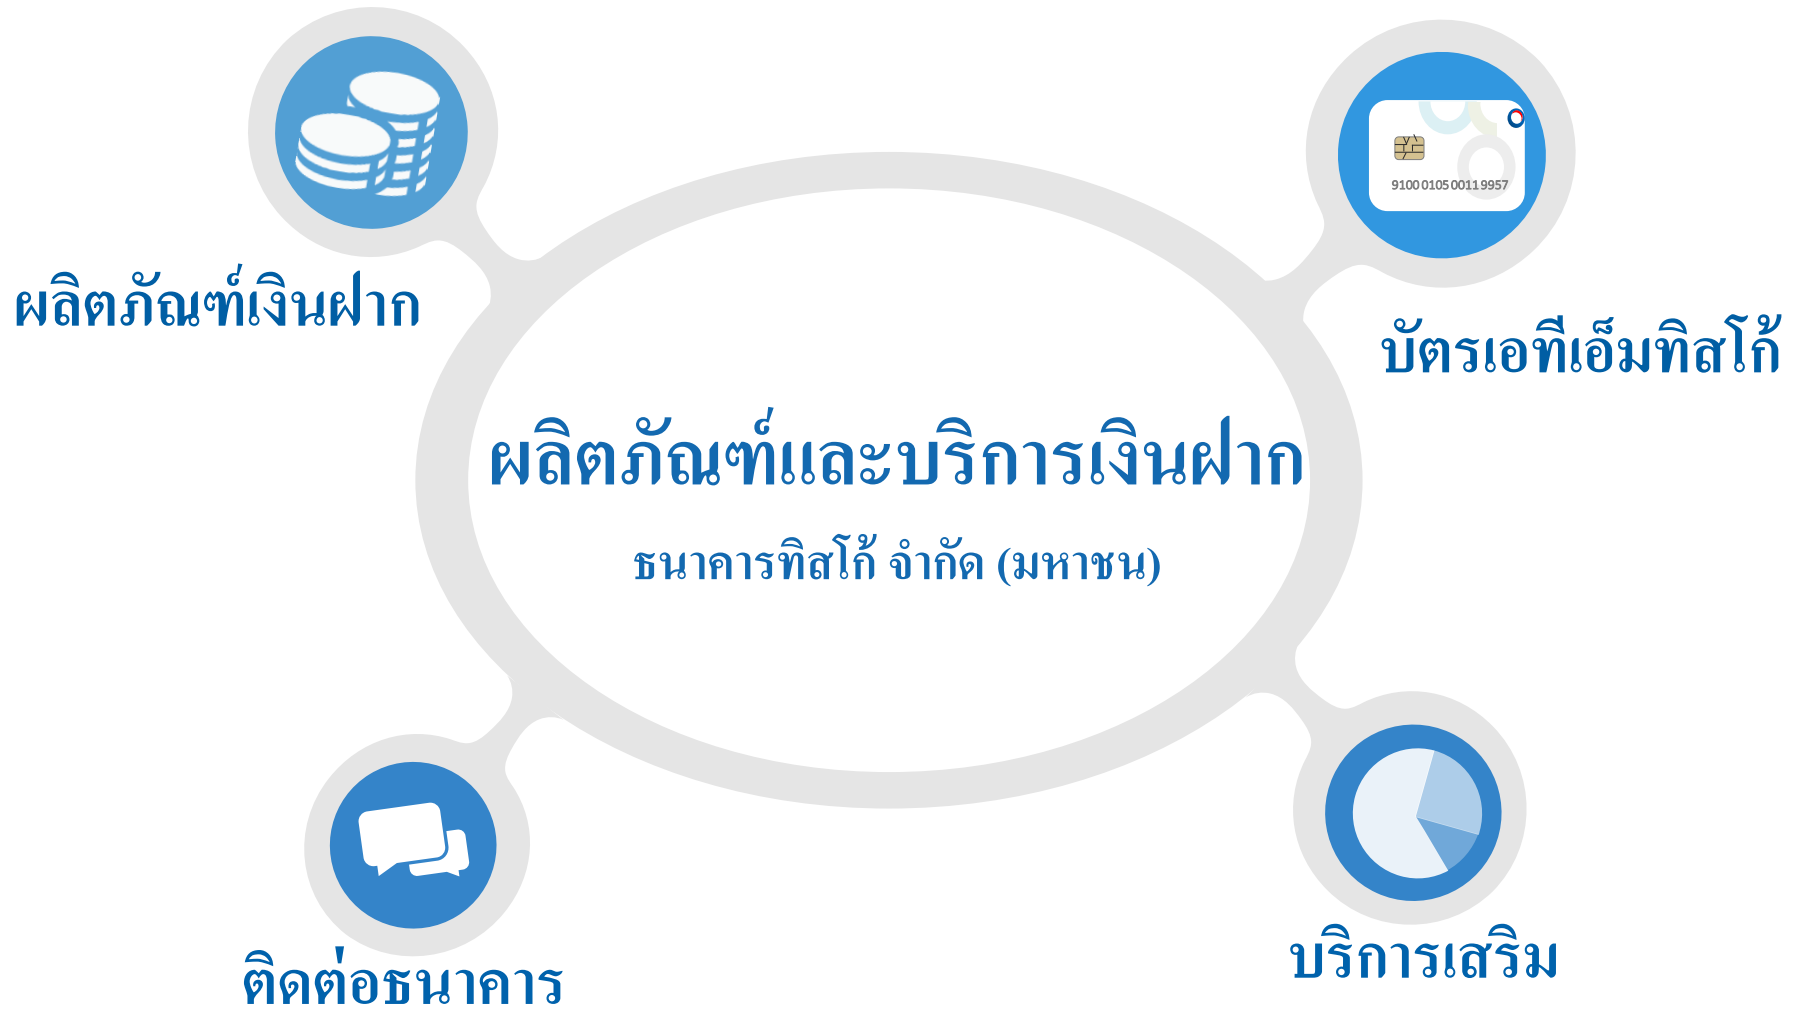 9100 0105 0011 9957
ผลิตภัณฑ์เงินฝาก
บัตรเอทีเอ็มทิสโก้
ผลิตภัณฑ์และบริการเงินฝาก
ธนาคารทิสโก้ จำกัด (มหาชน)
บริการเสริม
ติดต่อธนาคาร